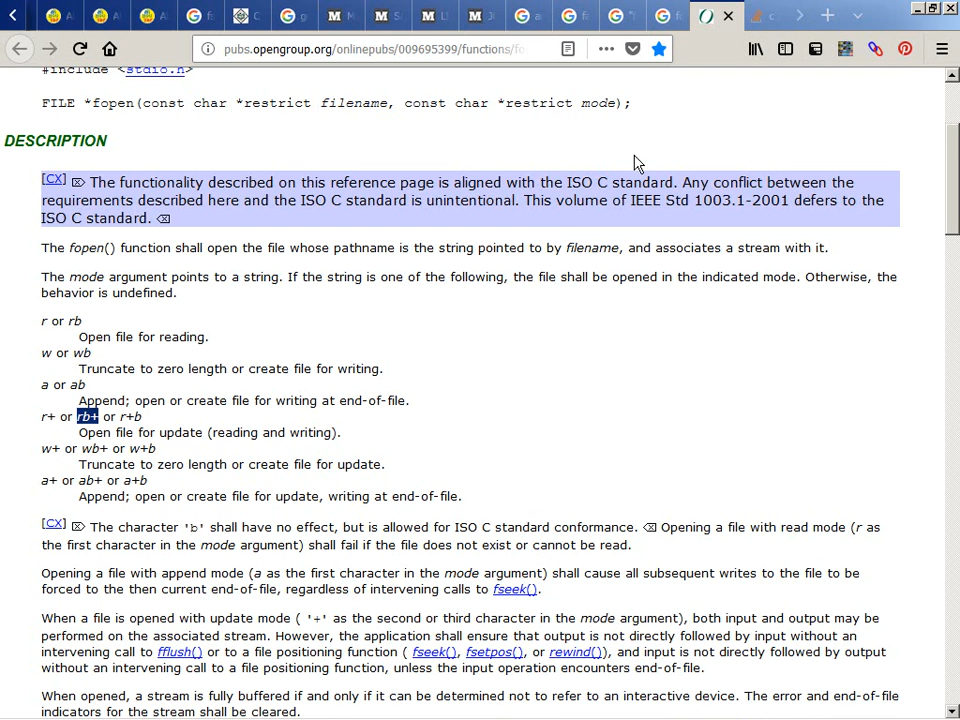 pubs.opengroup.org/onlinepubs/009695399/functions/fo
#include <stdio.h>
FILE *fopen(const char *restrict filename, const char *restrict mode);
DESCRIPTION
[CX] ⌦ The functionality described on this reference page is aligned with the ISO C standard. Any conflict between the
requirements described here and the ISO C standard is unintentional. This volume of IEEE Std 1003.1-2001 defers to the
ISO C standard. ⌫
The fopen() function shall open the file whose pathname is the string pointed to by filename, and associates a stream with it.
The mode argument points to a string. If the string is one of the following, the file shall be opened in the indicated mode. Otherwise, the
behavior is undefined.
r or rb
Open file for reading.
w or wb
Truncate to zero length or create file for writing.
a or ab
Append; open or create file for writing at end-of-file.
r+ or rb+ or r+b
Open file for update (reading and writing).
w+ or wb+ or w+b
Truncate to zero length or create file for update.
a+ or ab+ or a+b
Append; open or create file for update, writing at end-of-file.
[CX] ⌦ The character 'b' shall have no effect, but is allowed for ISO C standard conformance. ⌫ Opening a file with read mode (r as
the first character in the mode argument) shall fail if the file does not exist or cannot be read.
Opening a file with append mode (a as the first character in the mode argument) shall cause all subsequent writes to the file to be
forced to the then current end-of-file, regardless of intervening calls to fseek().
When a file is opened with update mode ( '+' as the second or third character in the mode argument), both input and output may be
performed on the associated stream. However, the application shall ensure that output is not directly followed by input without an
intervening call to fflush() or to a file positioning function ( fseek(), fsetpos(), or rewind()), and input is not directly followed by output
without an intervening call to a file positioning function, unless the input operation encounters end-of-file.
When opened, a stream is fully buffered if and only if it can be determined not to refer to an interactive device. The error and end-of-file
indicators for the stream shall be cleared.